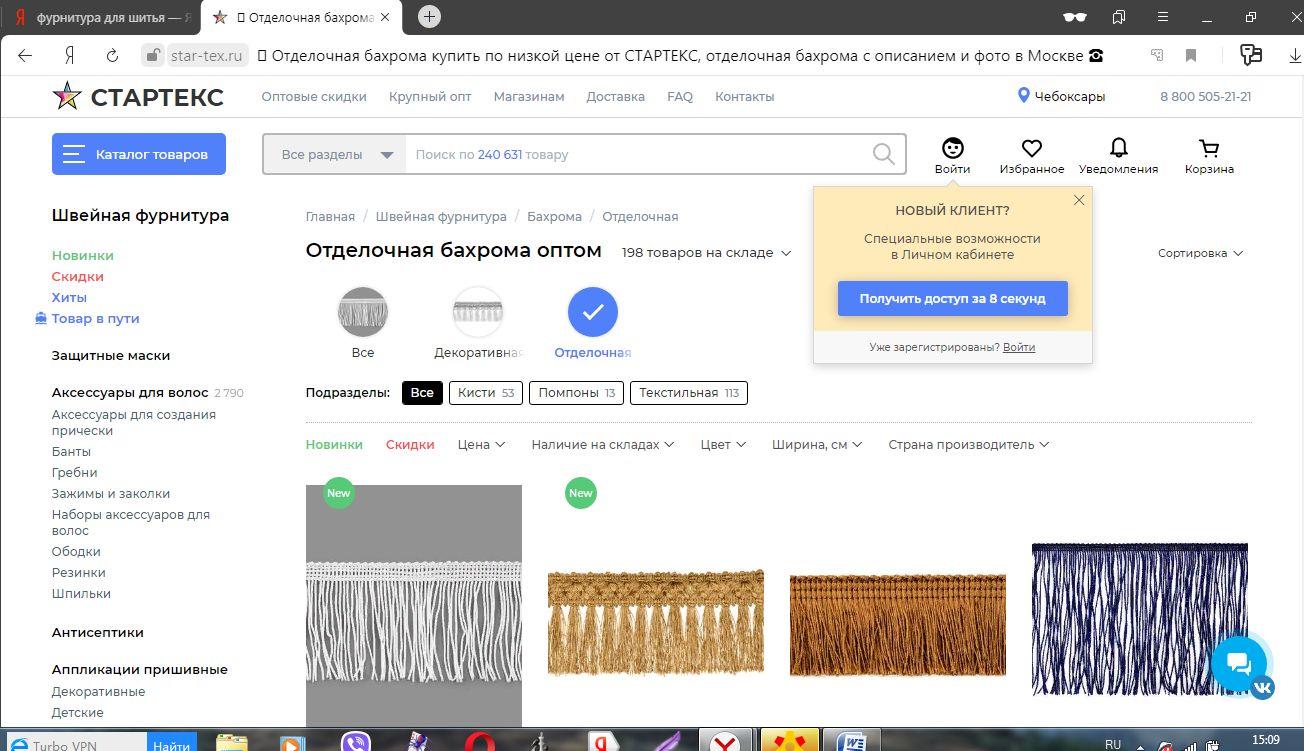 Я фурнитура для шитья — Я
Отделочная бахрома
star-tex.ru
Отделочная бахрома купить по низкой цене от СТАРТЕКС, отделочная бахрома с описанием и фото в Москве ☎
СТАРТЕКС
Оптовые скидки Крупный опт Магазинам Доставка FAQ Контакты
Чебоксары
8 800 505-21-21
Каталог товаров
Все разделы
Поиск по 240 631 товару
Войти
Избранное
Уведомления
Корзина
НОВЫЙ КЛИЕНТ?
Специальные возможности
в Личном кабинете
Получить доступ за 8 секунд
Уже зарегистрированы? Войти
Швейная фурнитура
Новинки
Скидки
Хиты
Товар в пути
Защитные маски
Аксессуары для волос 2 790
Аксессуары для создания
прически
Банты
Гребни
Зажимы и заколки
Наборы аксессуаров для
волос
Ободки
Резинки
Шпильки
Антисептики
Аппликации пришивные
Декоративные
Детские
Главная / Швейная фурнитура / Бахрома / Отделочная
Отделочная бахрома оптом
198 товаров на складе
Сортировка
Все
Декоративная
Отделочная
Подразделы: Все Кисти 53 Помпоны 13 Текстильная 113
Новинки Скидки Цена Наличие на складах Цвет Ширина, см Страна производитель
New
New
Turbo VPN
Найти
RU
15:09